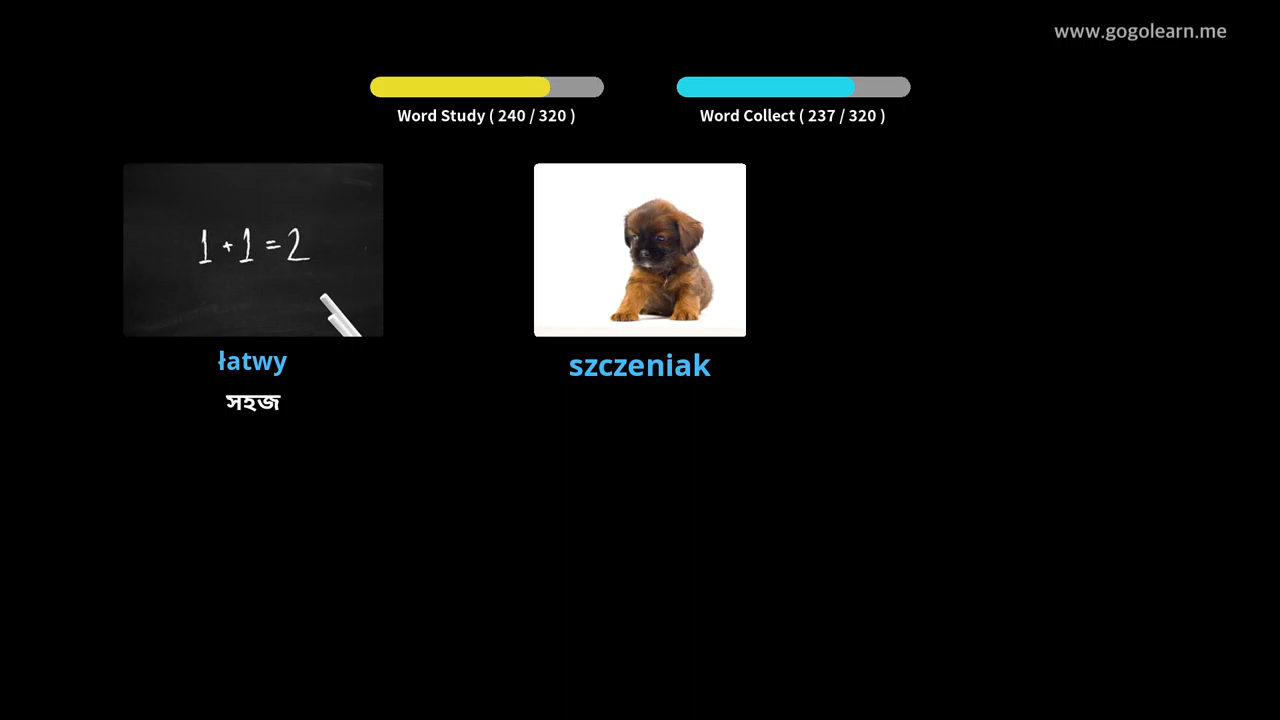 www.gogolearn.me
Word Study ( 240 / 320 )
Word Collect ( 237 / 320 )
1 + 1 = 2
łatwy
সহজ
szczeniak